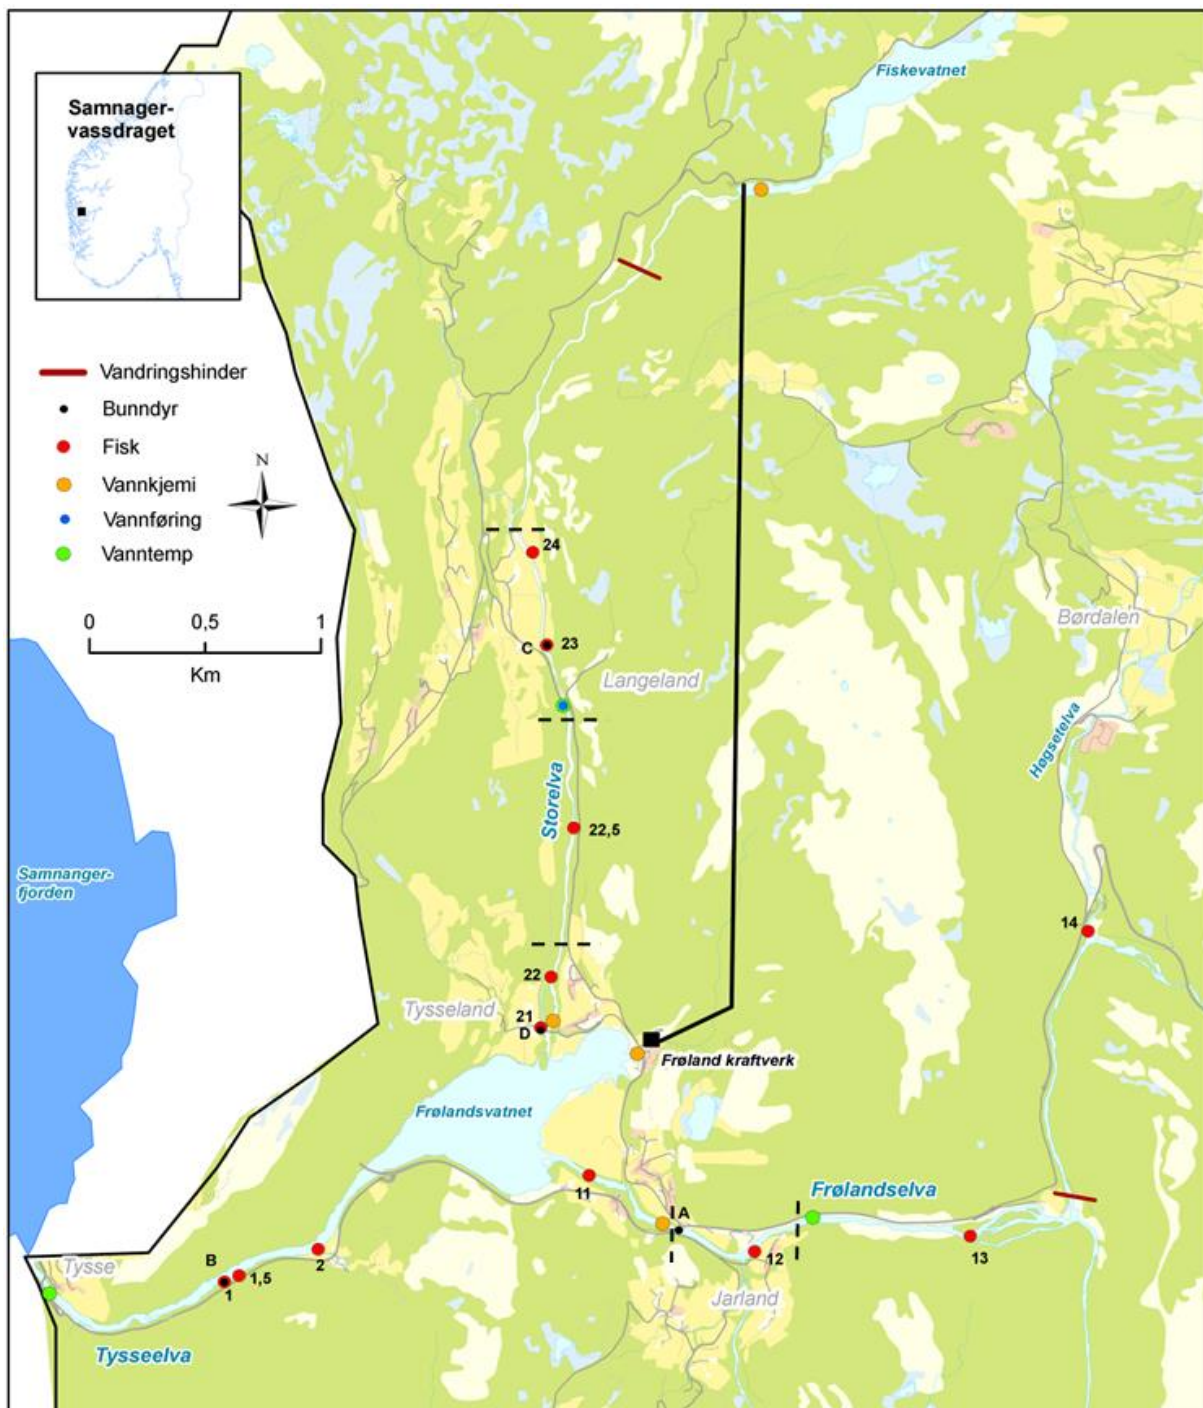 Fiskevatnet
Samnager-
vassdraget
Vandringshinder
Bunndyr
Fisk
Vannkjemi
Vannføring
Vanntemp
N
0
0,5
1
Km
24
C
23
Langeland
Børdalen
Høgsetelva
Storelva
22,5
Samnanger-
fjorden
14
22
Tysseland
21
D
Frøland kraftverk
Frølandsvatnet
11
A
Frølandselva
12
13
Jarland
2
B
1,5
1
Tysse
Tysseelva